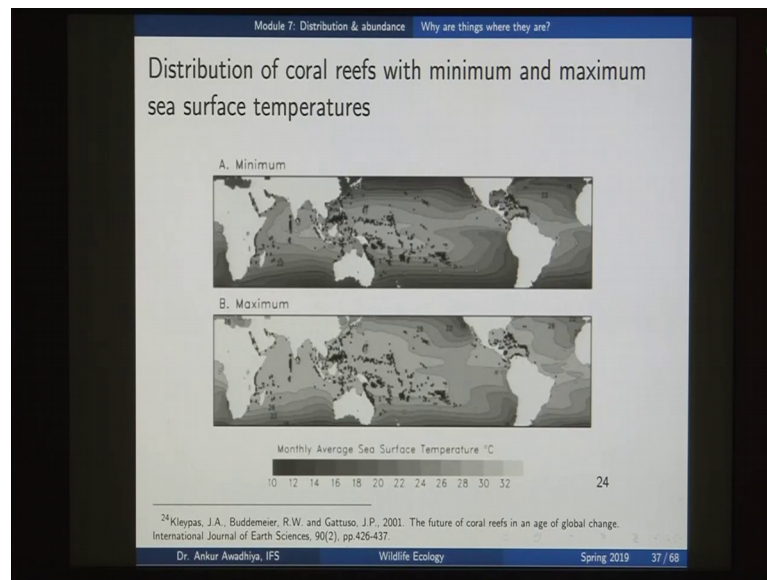 Module 7: Distribution & abundance Why are things where they are?
Distribution of coral reefs with minimum and maximum
sea surface temperatures
A. Minimum
B. Maximum
Monthly Average Sea Surface Temperature °C
10 12 14 16 18 20 22 24 26 28 30 32
24
24 Kleypas, J.A., Buddemeier, R.W. and Gattuso, J.P., 2001. The future of coral reefs in an age of global change.
International Journal of Earth Sciences, 90(2), pp.426-437.
Dr. Ankur Awadhiya, IFS Wildlife Ecology Spring 2019 37 / 68